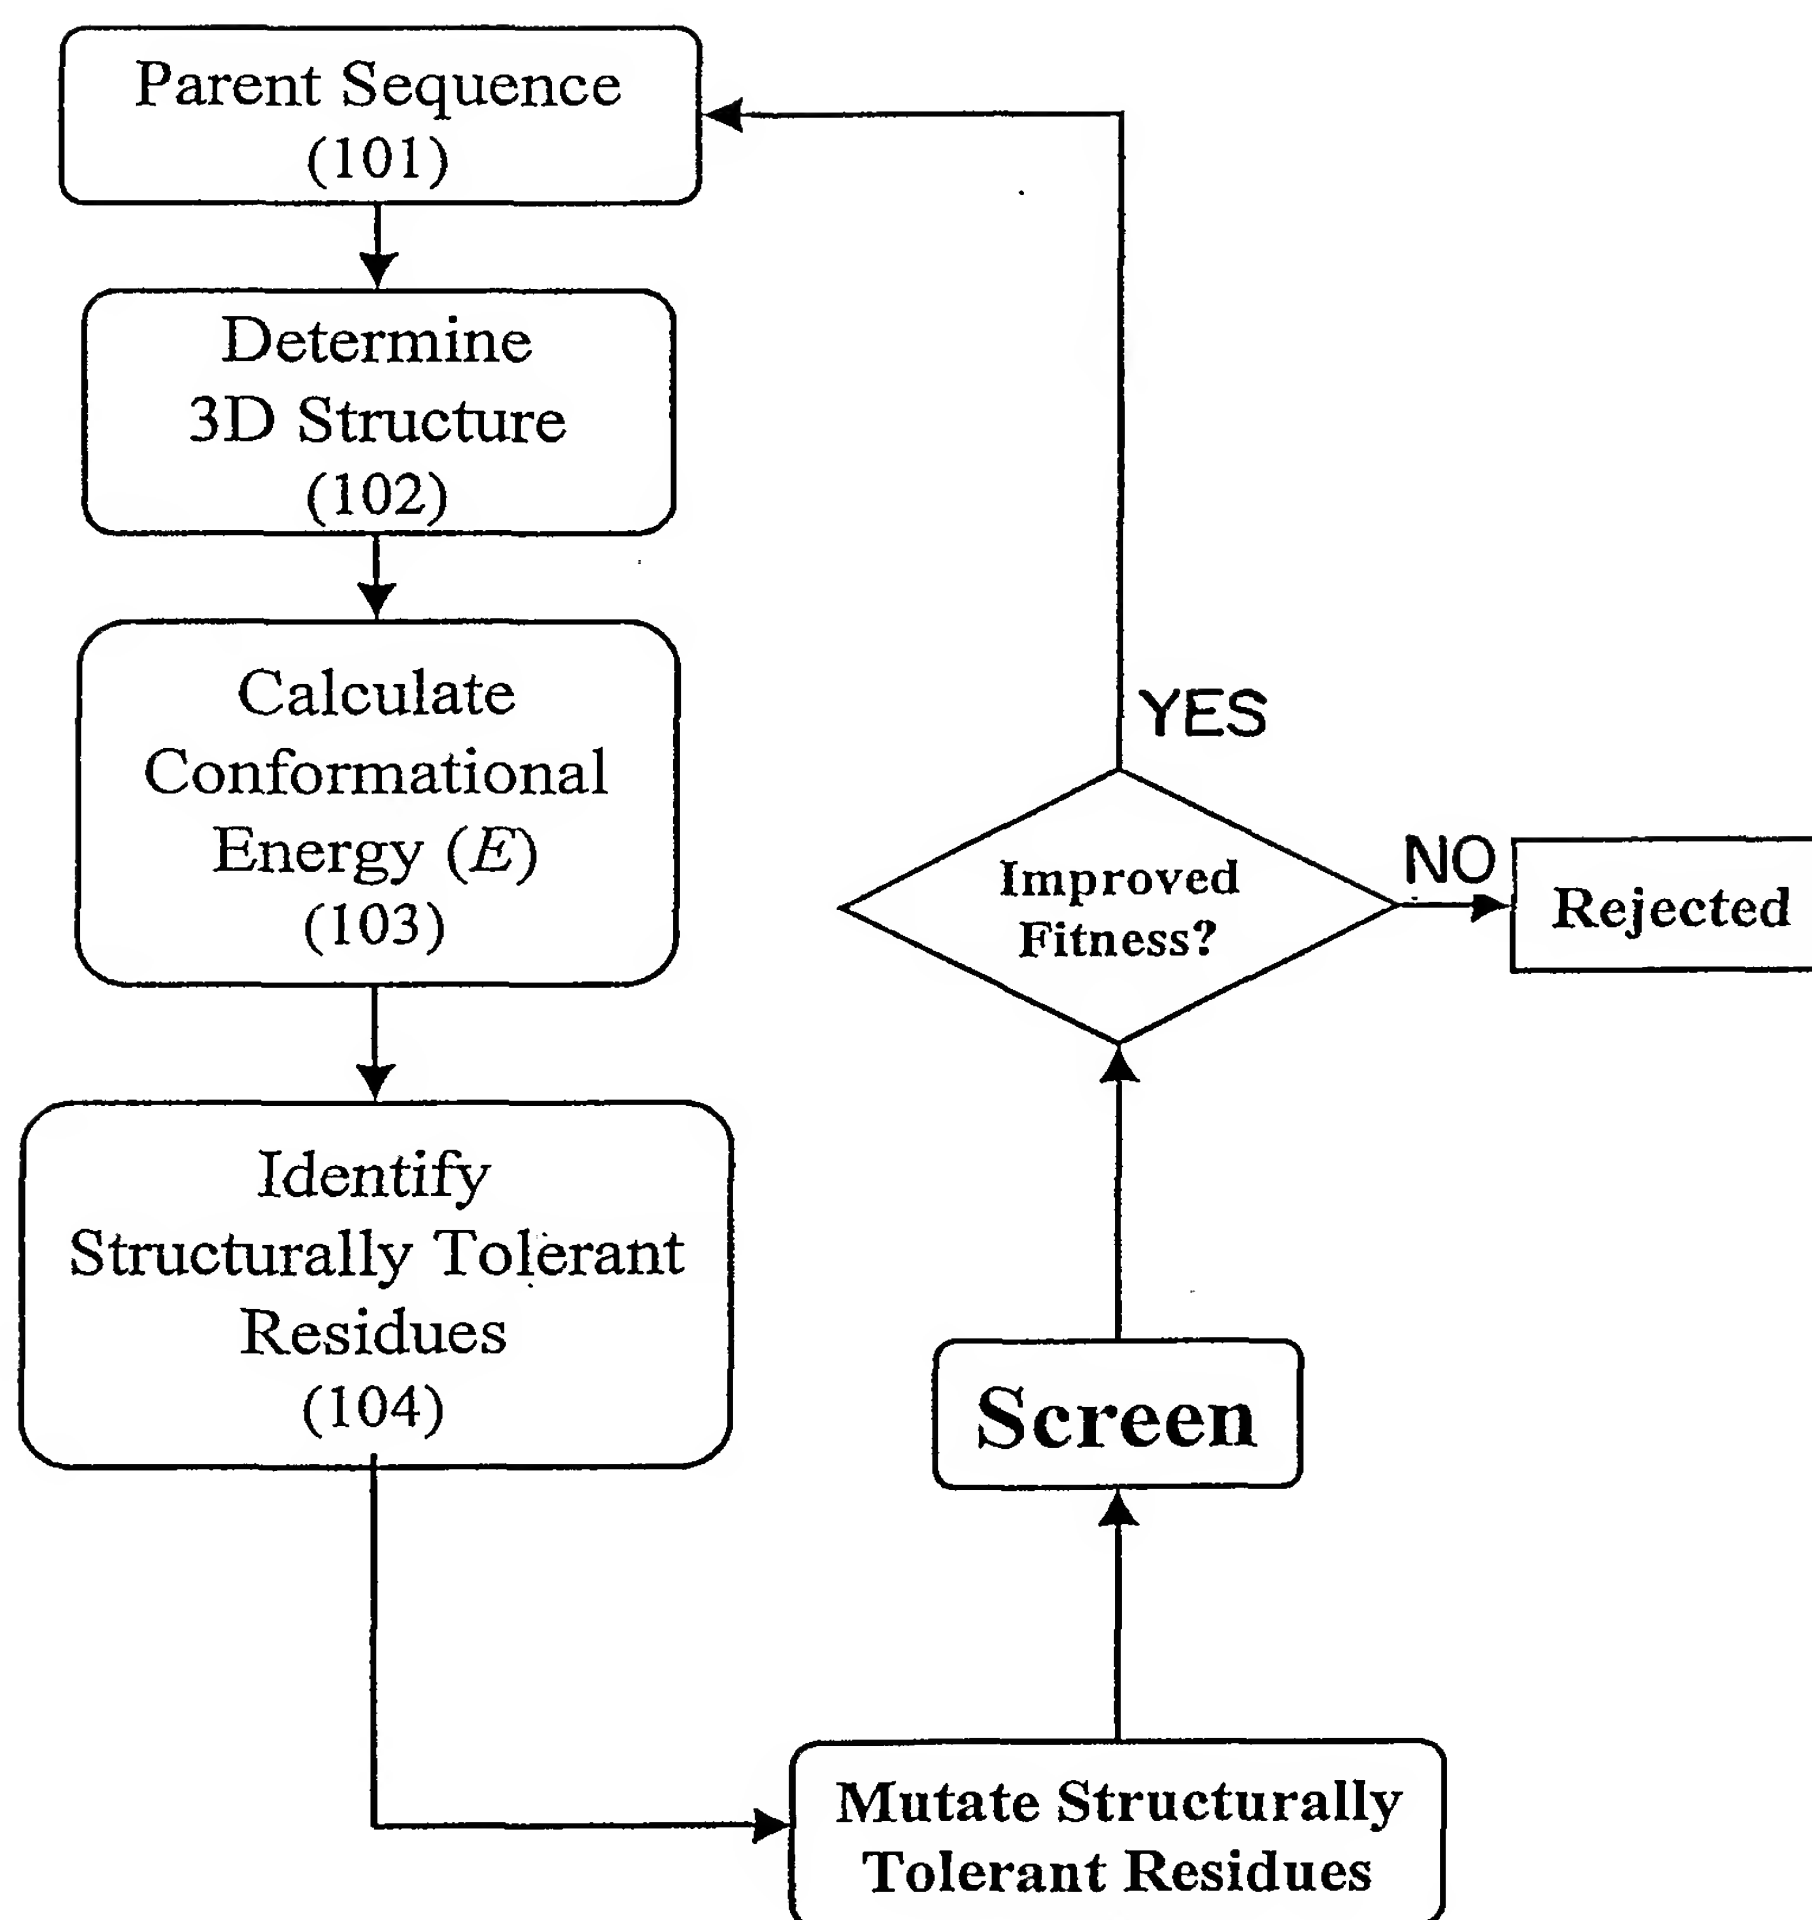 Parent Sequence
(101)
Determine
3D Structure
(102)
Calculate
Conformational
Energy (E)
(103)
Identify
Structurally Tolerant
Residues
(104)
Mutate Structurally
Tolerant Residues
Screen
Improved
Fitness?
YES
NO
Rejected